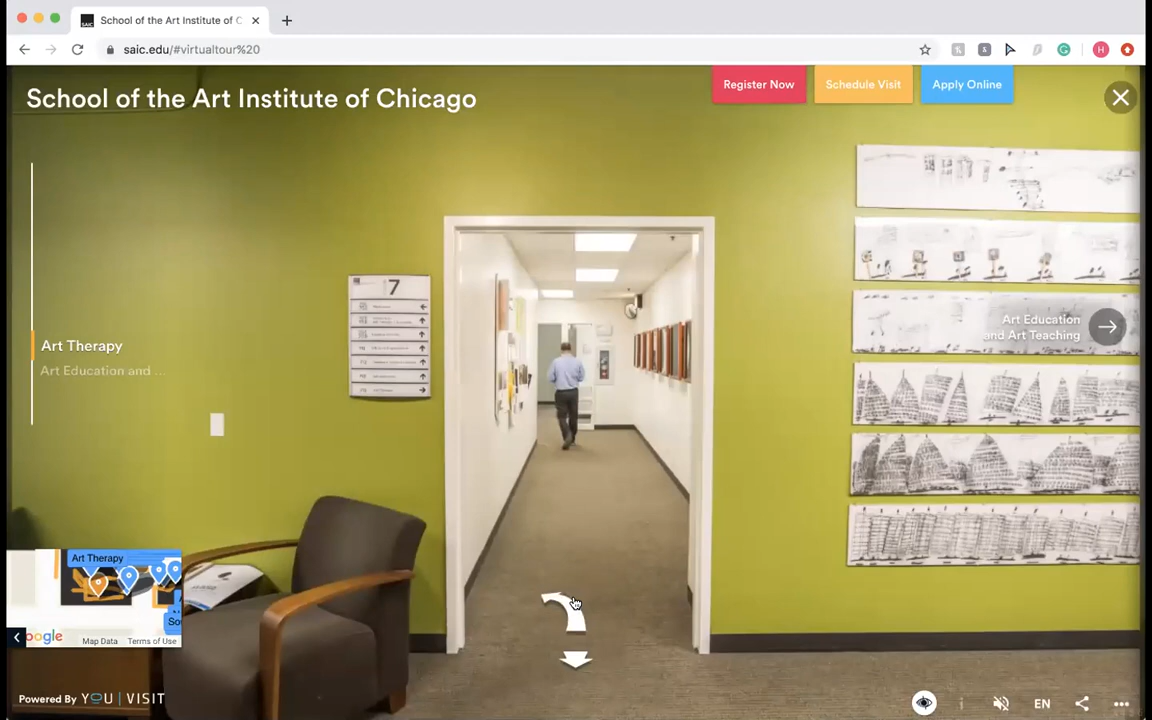 School of the Art Institute of C
saic.edu/#virtualtour%20
School of the Art Institute of Chicago
Register Now
Schedule Visit
Apply Online
7
Art Education
and Art Teaching
Art Therapy
Art Education and ...
Art Therapy
So
Google
Map Data
Terms of Use
Powered By YOU | VISIT
EN